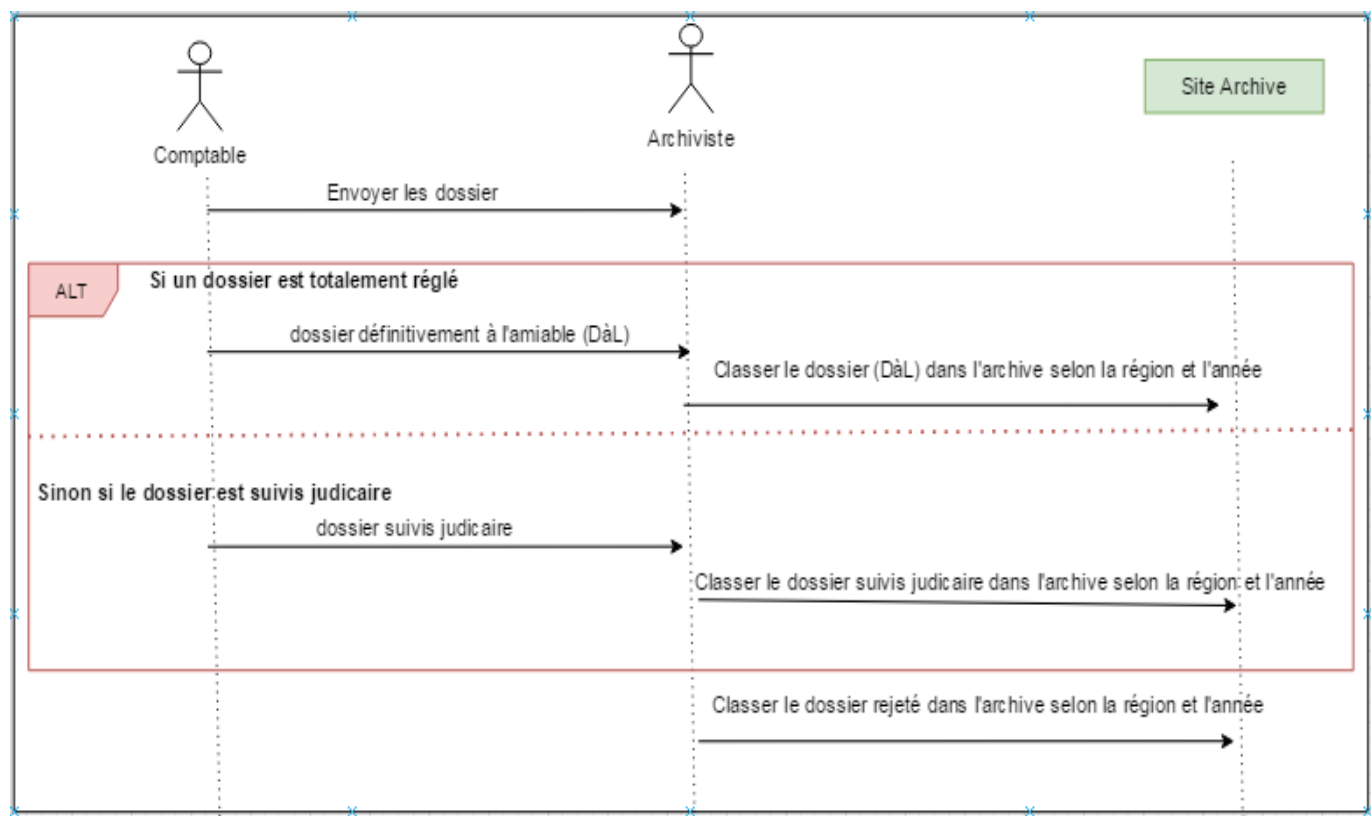 Comptable
Archiviste
Site Archive
Envoyer les dossier
ALT
Si un dossier est totalement réglé
dossier définitivement à l'amiable (DàL)
Classer le dossier (DàL) dans l'archive selon la région et l'année
Sinon si le dossier est suivis judicaire
dossier suivis judicaire
Classer le dossier suivis judicaire dans l'archive selon la région et l'année
Classer le dossier rejeté dans l'archive selon la région et l'année